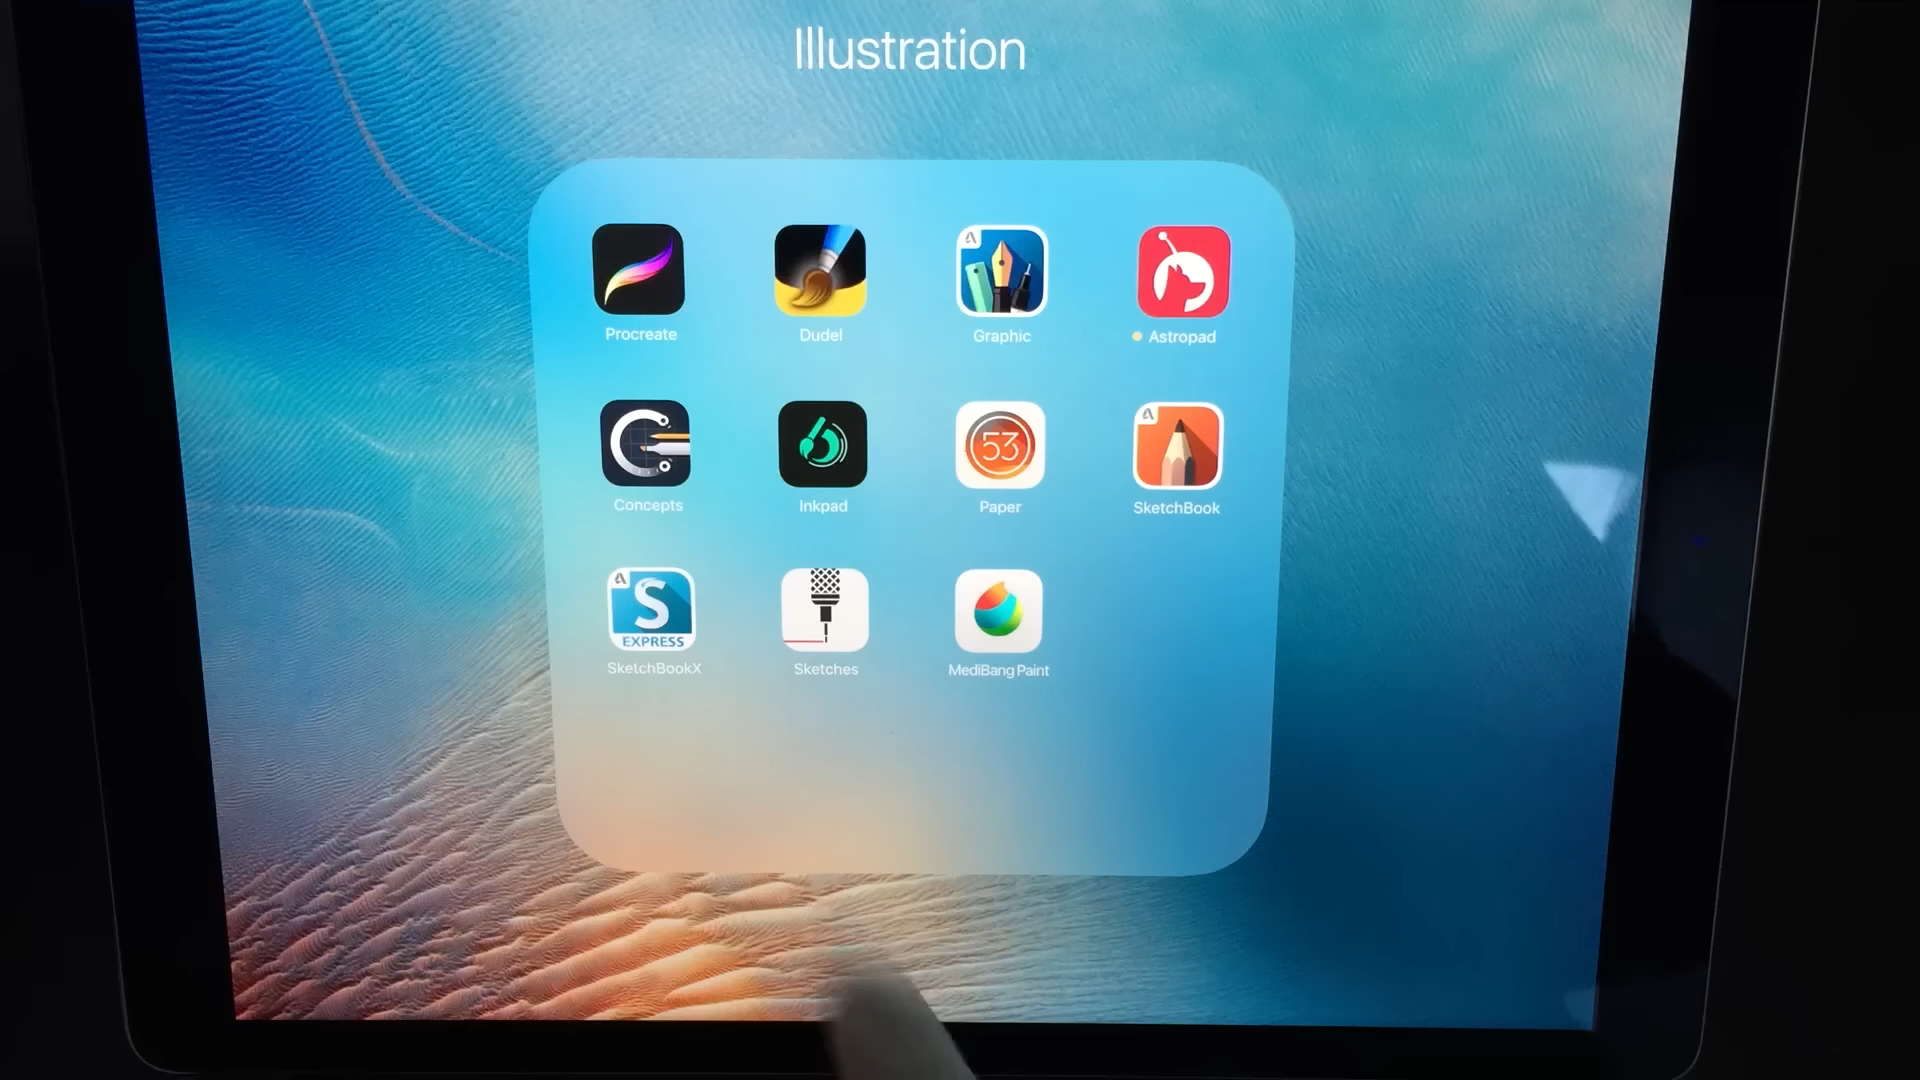 Illustration
Procreate
Dudel
Graphic
Astropad
Concepts
Inkpad
53
Paper
SketchBook
S
EXPRESS
SketchBookX
Sketches
MediBang Paint